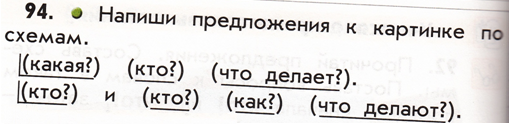 94. ● Напиши предложения к картинке по
схемам.
(какая?) (кто?) (что делает?).
(кто?) и (кто?) (как?) (что делают?).